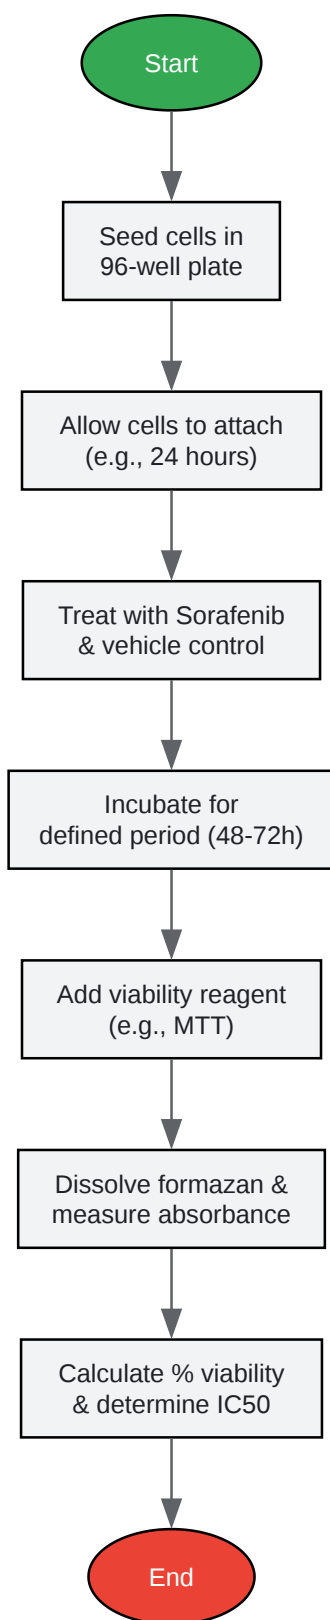 Start
Seed cells in
96-well plate
Allow cells to attach
(e.g., 24 hours)
Treat with Sorafenib
& vehicle control
Incubate for
defined period (48-72h)
Add viability reagent
(e.g., MTT)
Dissolve formazan &
measure absorbance
Calculate % viability
& determine IC50
End